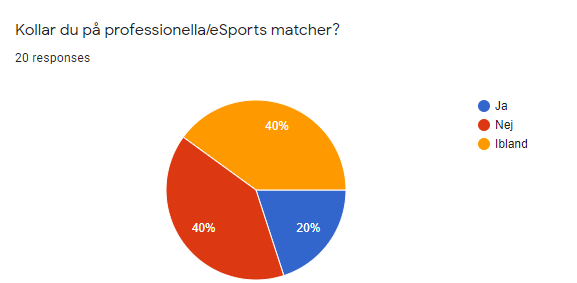 Kollar du på professionella/eSports matcher?
20 responses
Ja
Nej
Ibland
40%
40%
20%